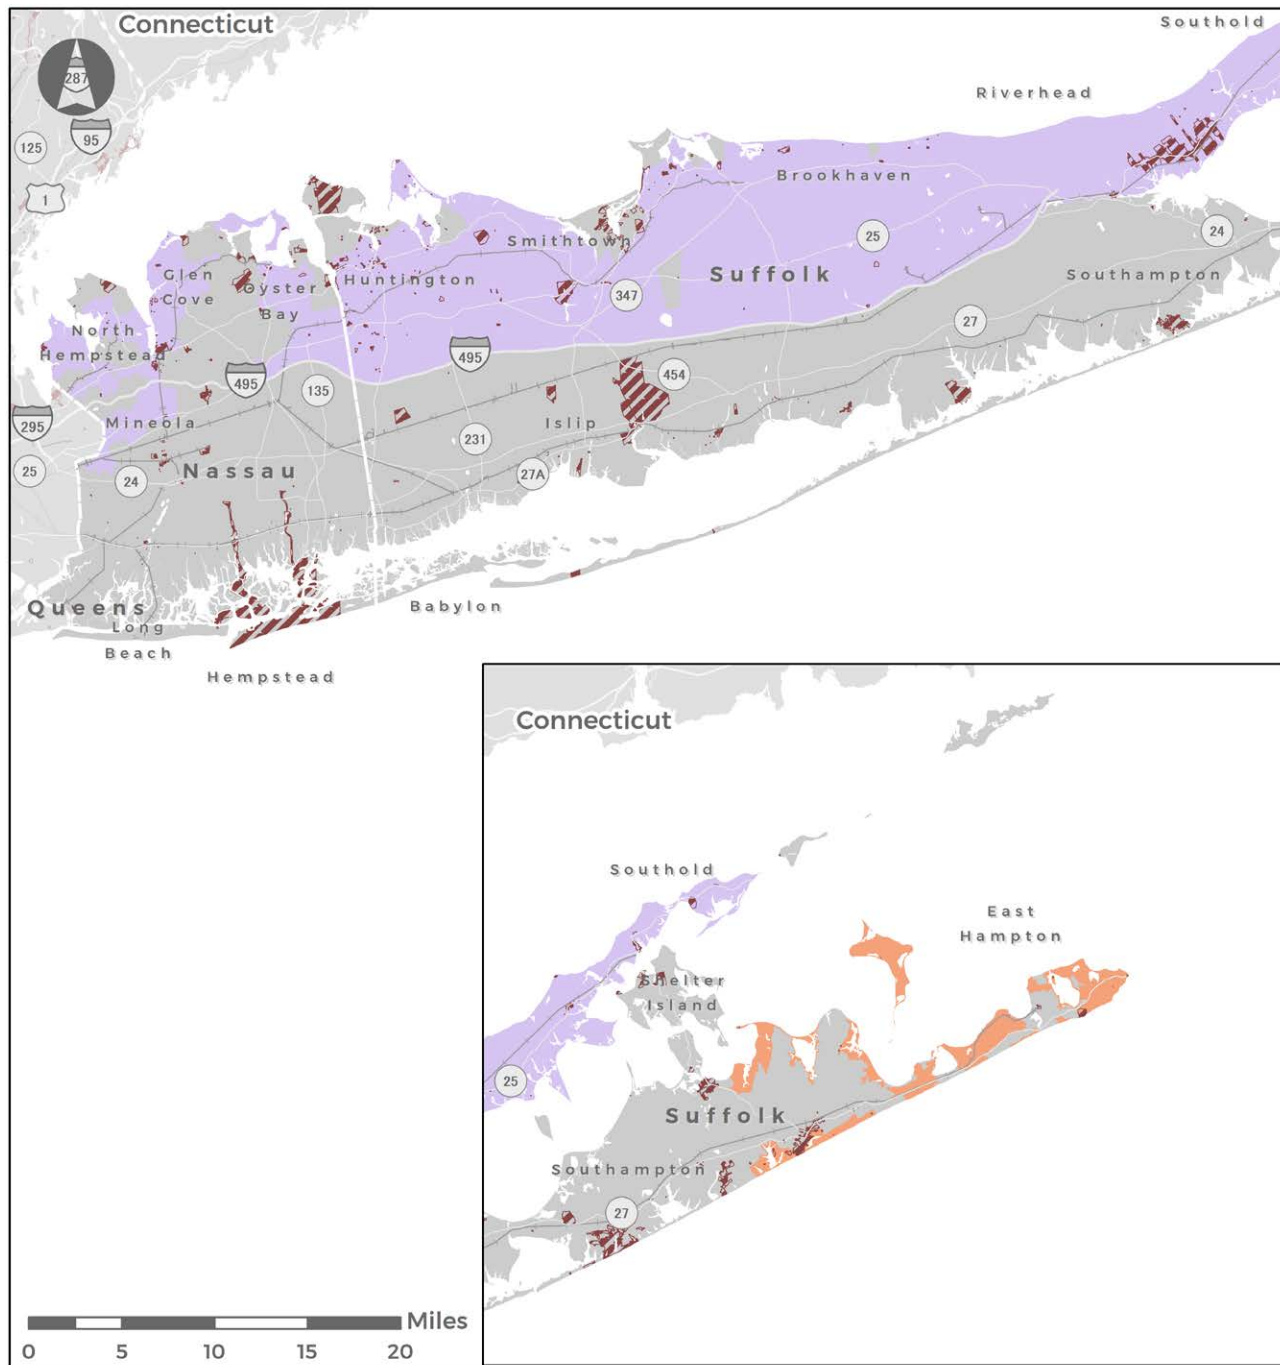 Connecticut
Southold
287
Riverhead
95
125
1
Brookhaven
25
24
Smithtown
Suffolk
Southampton
Glen
Cove
Oyster
Bay
Huntington
347
27
North
Hempstead
495
495
454
135
295
Mineola
Islip
231
25
24
Nassau
27A
Queens
Long
Beach
Babylon
Hempstead
Connecticut
Southold
East
Hampton
Shelter
Island
25
Suffolk
Southampton
27
Miles
0 5 10 15 20